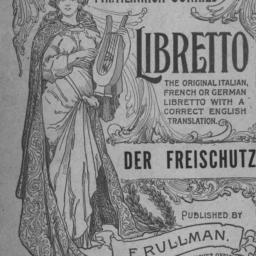 LIBRETTO
THE ORIGINAL ITALIAN,
FRENCH OR GERMAN
LIBRETTO WITH A
CORRECT ENGLISH
TRANSLATION.
DER FREISCHUTZ
PUBLISHED BY
F. RULLMAN,